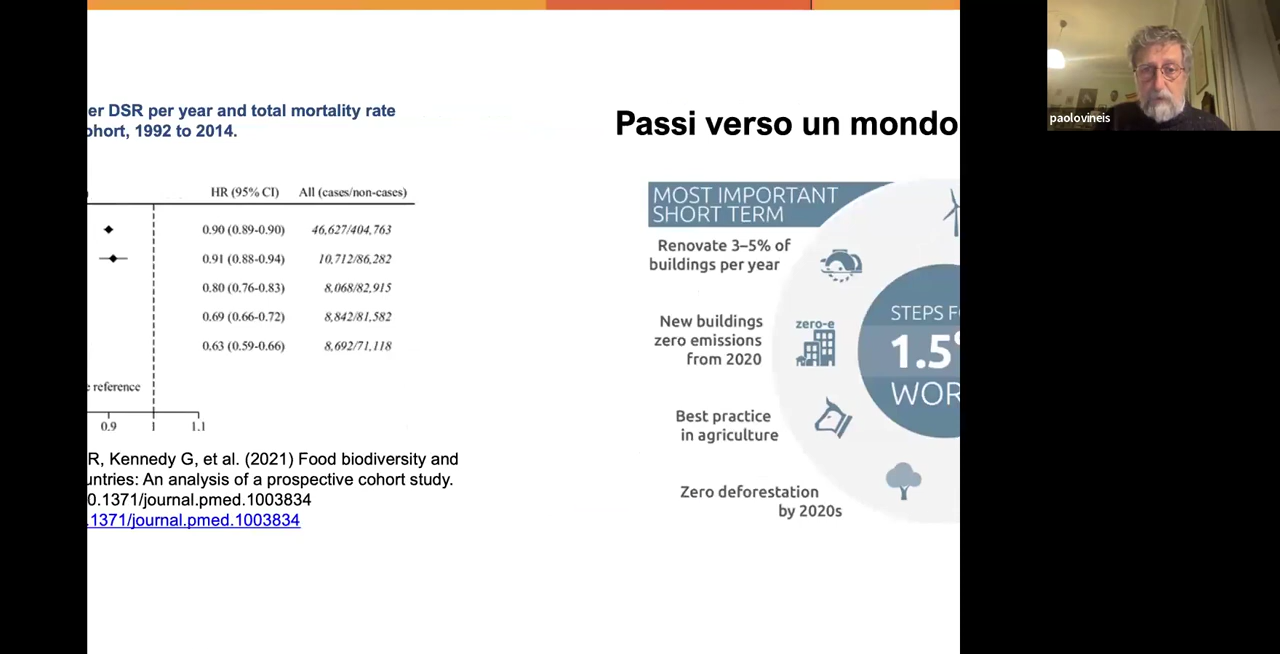 er DSR per year and total mortality rate
ohort, 1992 to 2014.
HR (95% CI) All (cases/non-cases)
0.90 (0.89-0.90) 46,627/404,763
0.91 (0.88-0.94) 10,712/86,282
0.80 (0.76-0.83) 8,068/82,915
0.69 (0.66-0.72) 8,842/81,582
0.63 (0.59-0.66) 8,692/71,118
e reference
0.9 1 1.1
R, Kennedy G, et al. (2021) Food biodiversity and
untries: An analysis of a prospective cohort study.
0.1371/journal.pmed.1003834
.1371/journal.pmed.1003834
Passi verso un mondo
MOST IMPORTANT
SHORT TERM
Renovate 3–5% of
buildings per year
New buildings
zero emissions
from 2020
zero-e
Best practice
in agriculture
Zero deforestation
by 2020s
STEPS F
1.5°
WOR
paolovineis